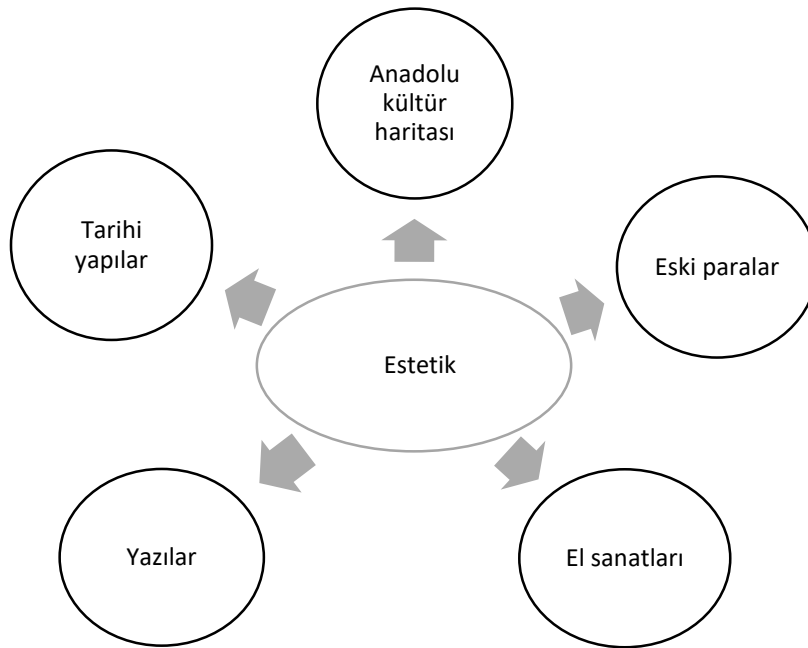 Anadolu
kültür
haritası
Tarihi
yapılar
Eski paralar
Estetik
Yazılar
El sanatları